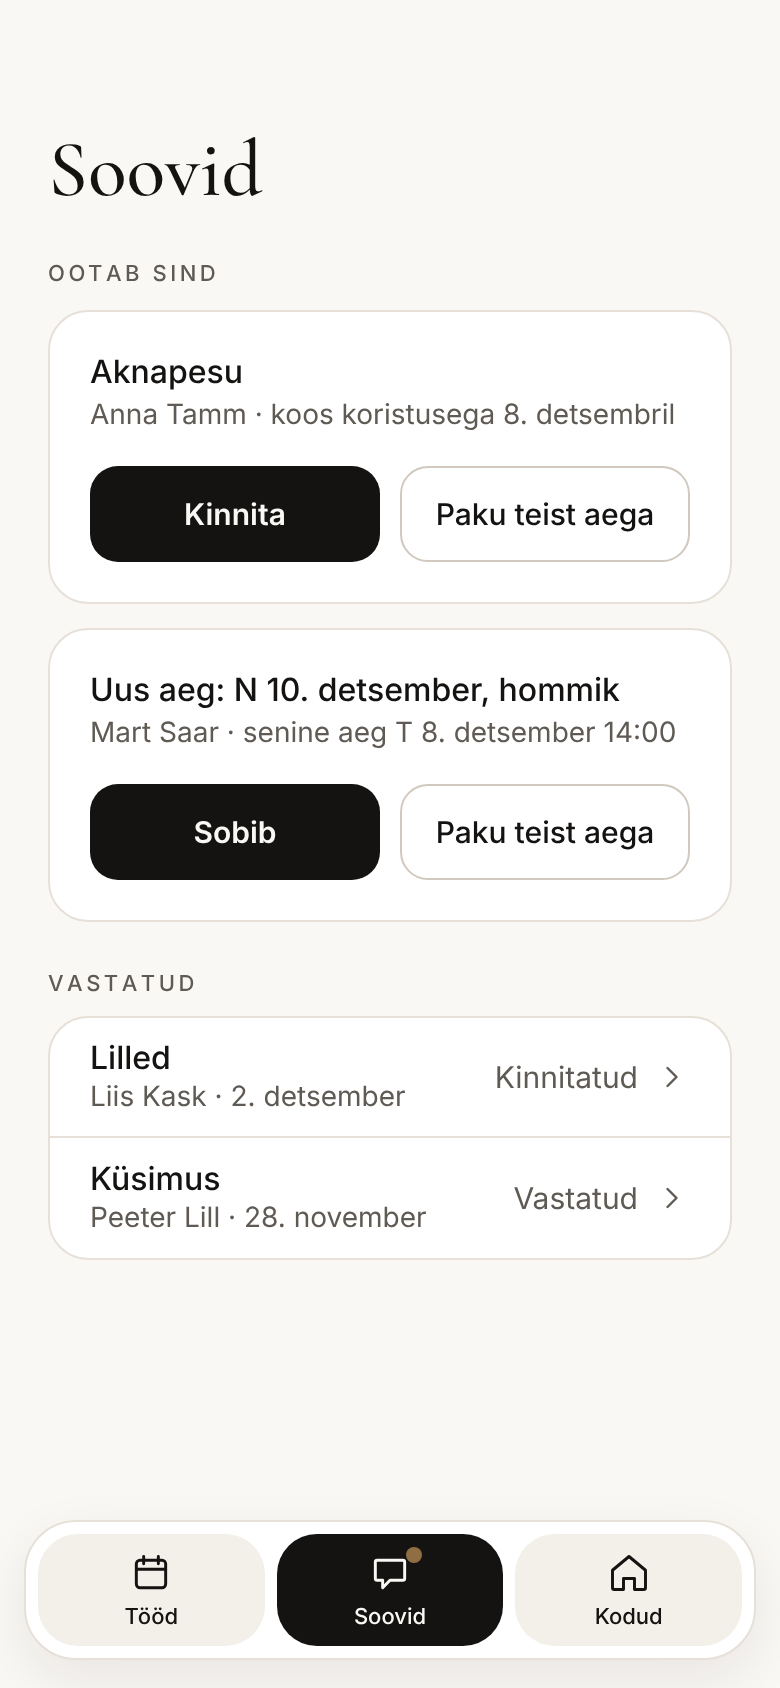 Soovid
OOTAB SIND
Aknapesu
Anna Tamm · koos koristusega 8. detsembril
Kinnita
Paku teist aega
Uus aeg: N 10. detsember, hommik
Mart Saar · senine aeg T 8. detsember 14:00
Sobib
Paku teist aega
VASTATUD
Lilled
Liis Kask · 2. detsember
Kinnitatud
Küsimus
Peeter Lill · 28. november
Vastatud
Tööd
Soovid
Kodud